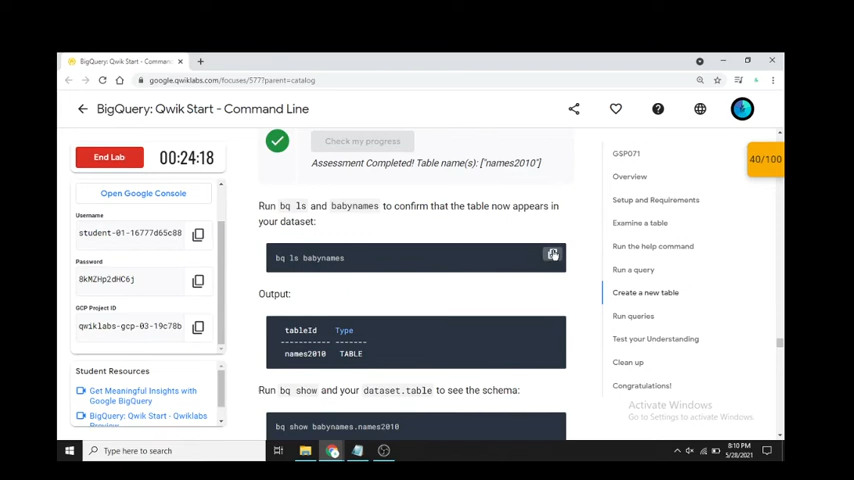 BigQuery: Qwik Start - Comman
google.qwiklabs.com/focuses/577?parent=catalog
BigQuery: Qwik Start - Command Line
End Lab
00:24:18
Open Google Console
Username
student-01-16777d65c88
Password
8kMZHp2dHC6j
GCP Project ID
qwiklabs-gcp-03-19c78b
Student Resources
Get Meaningful Insights with
Google BigQuery
BigQuery: Qwik Start - Qwiklabs
Preview
Check my progress
Assessment Completed! Table name(s): ["names2010"]
Run bq ls and babynames to confirm that the table now appears in
your dataset:
bq ls babynames
Output:
tableId Type
----------- -------
names2010 TABLE
Run bq show and your dataset.table to see the schema:
bq show babynames.names2010
40/100
GSP071
Overview
Setup and Requirements
Examine a table
Run the help command
Run a query
Create a new table
Run queries
Test your Understanding
Clean up
Congratulations!
Activate Windows
Go to Settings to activate Windows.
Type here to search
8:10 PM
5/28/2021